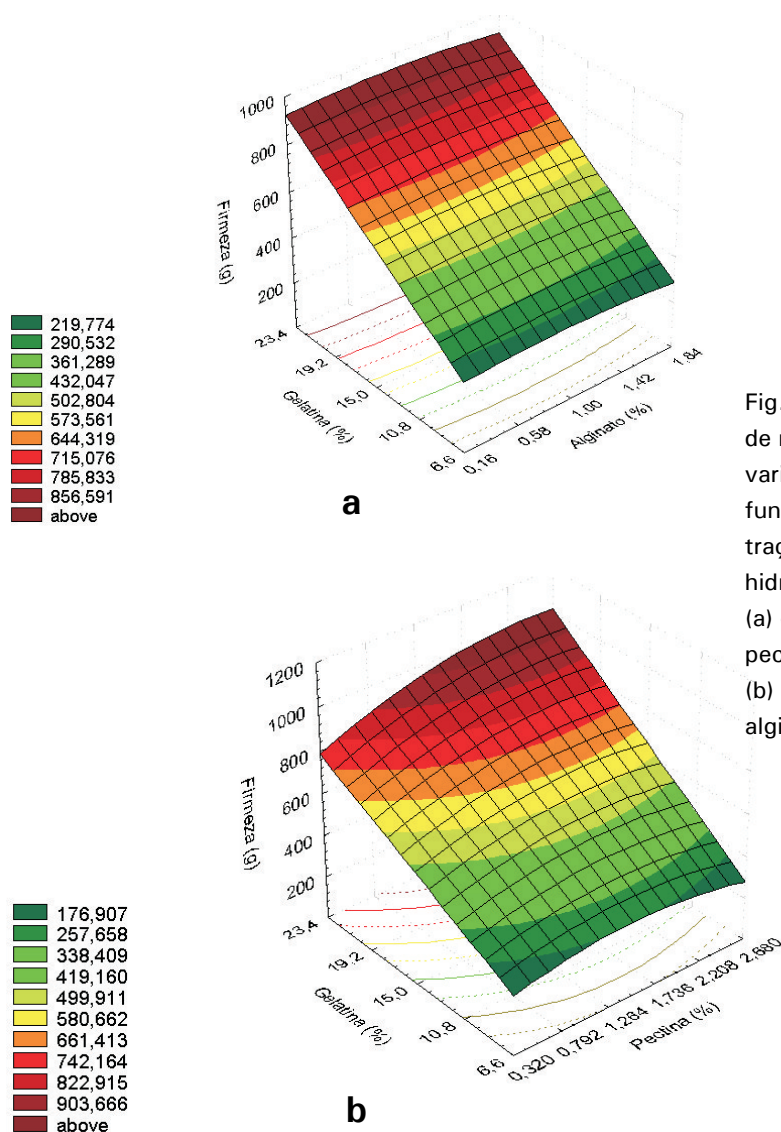 1000
800
600
400
200
Firmeza (g)
23,4
19,2
15,0
10,8
6,6
Gelatina (%)
0,16
0,58
1,00
1,42
1,84
Alginato (%)
219,774
290,532
361,289
432,047
502,804
573,561
644,319
715,076
785,833
856,591
above
a
Fig.
de
vari
fun
hidr
(a)
pec
(b)
algi
1200
1000
800
600
400
200
Firmeza (g)
23,4
19,2
15,0
10,8
6,6
Gelatina (%)
0,320
0,792
1,264
1,736
2,208
2,680
Pectina (%)
176,907
257,658
338,409
419,160
499,911
580,662
661,413
742,164
822,915
903,666
above
b